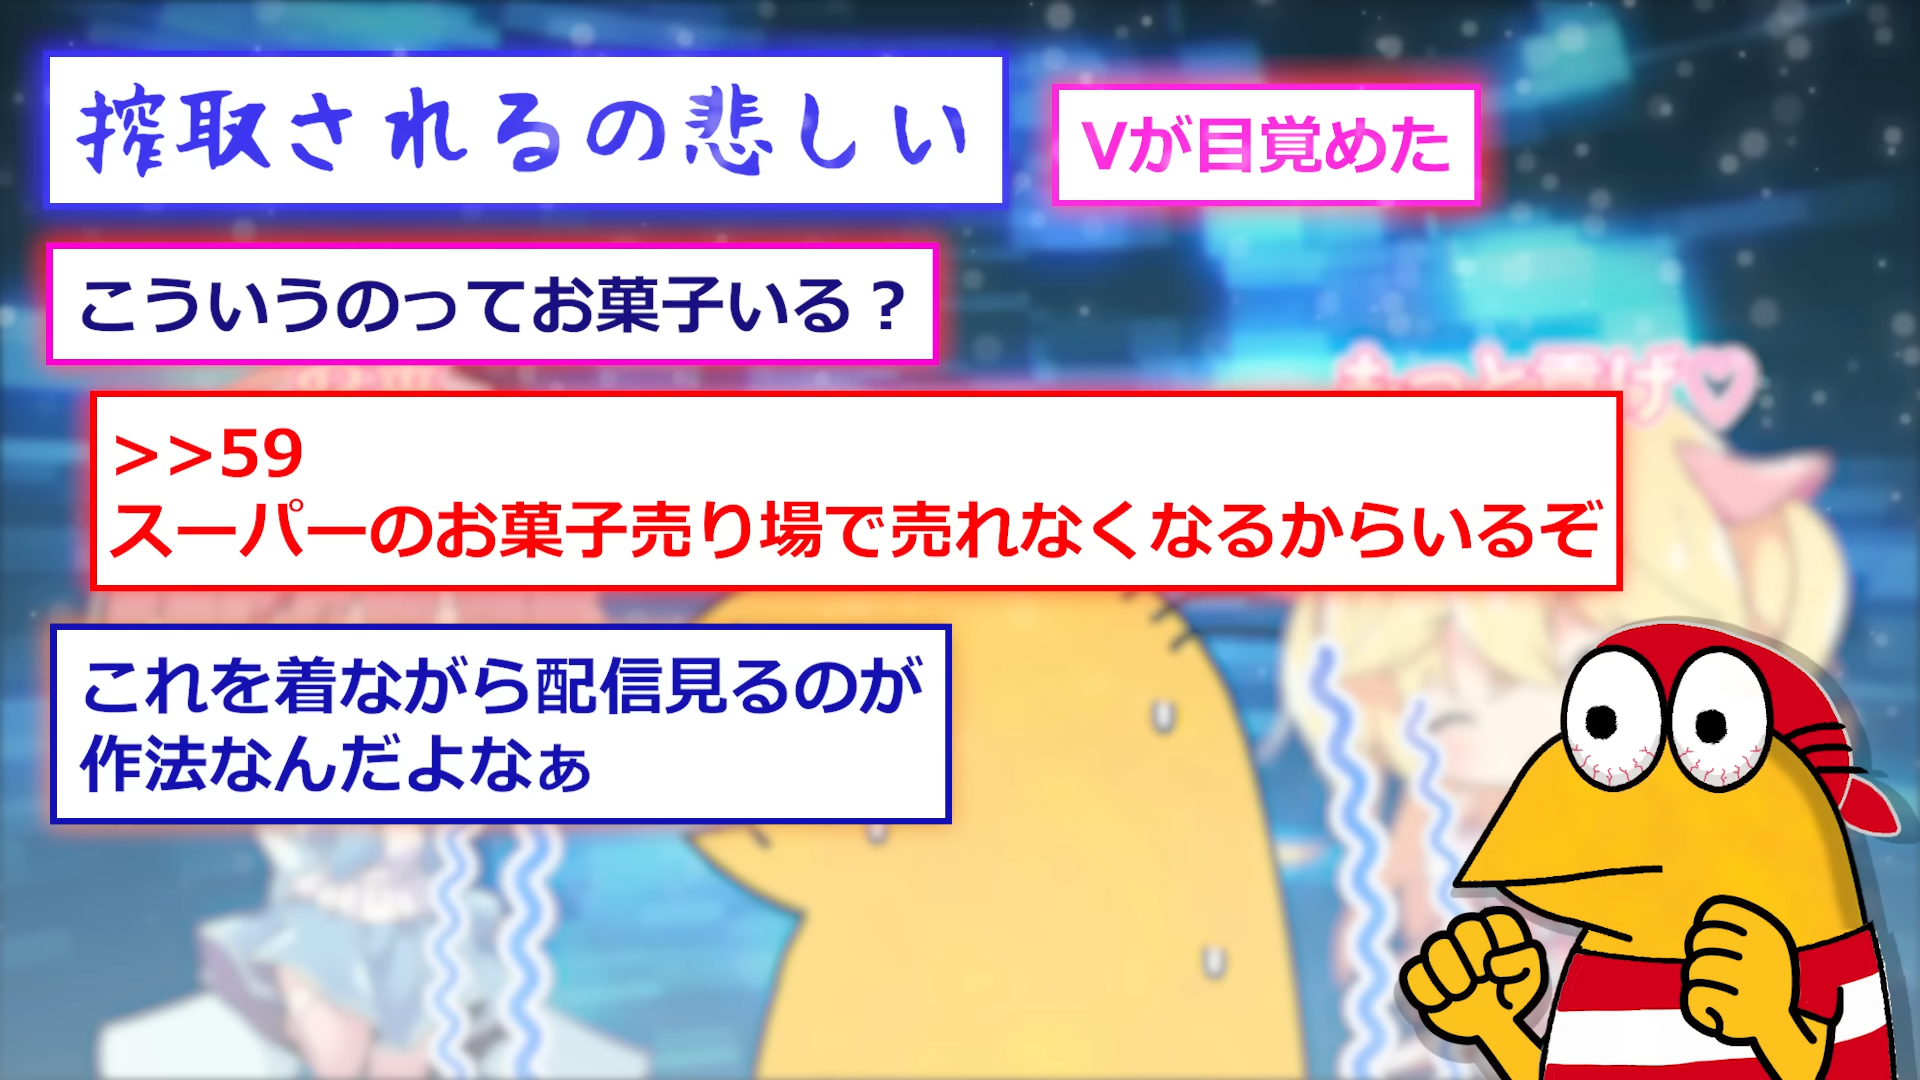 搾取されるの悲しい
Vが目覚めた
こういうのってお菓子いる？
>>59
スーパーのお菓子売り場で売れなくなるからいるぞ
これを着ながら配信見るのが
作法なんだよなぁ